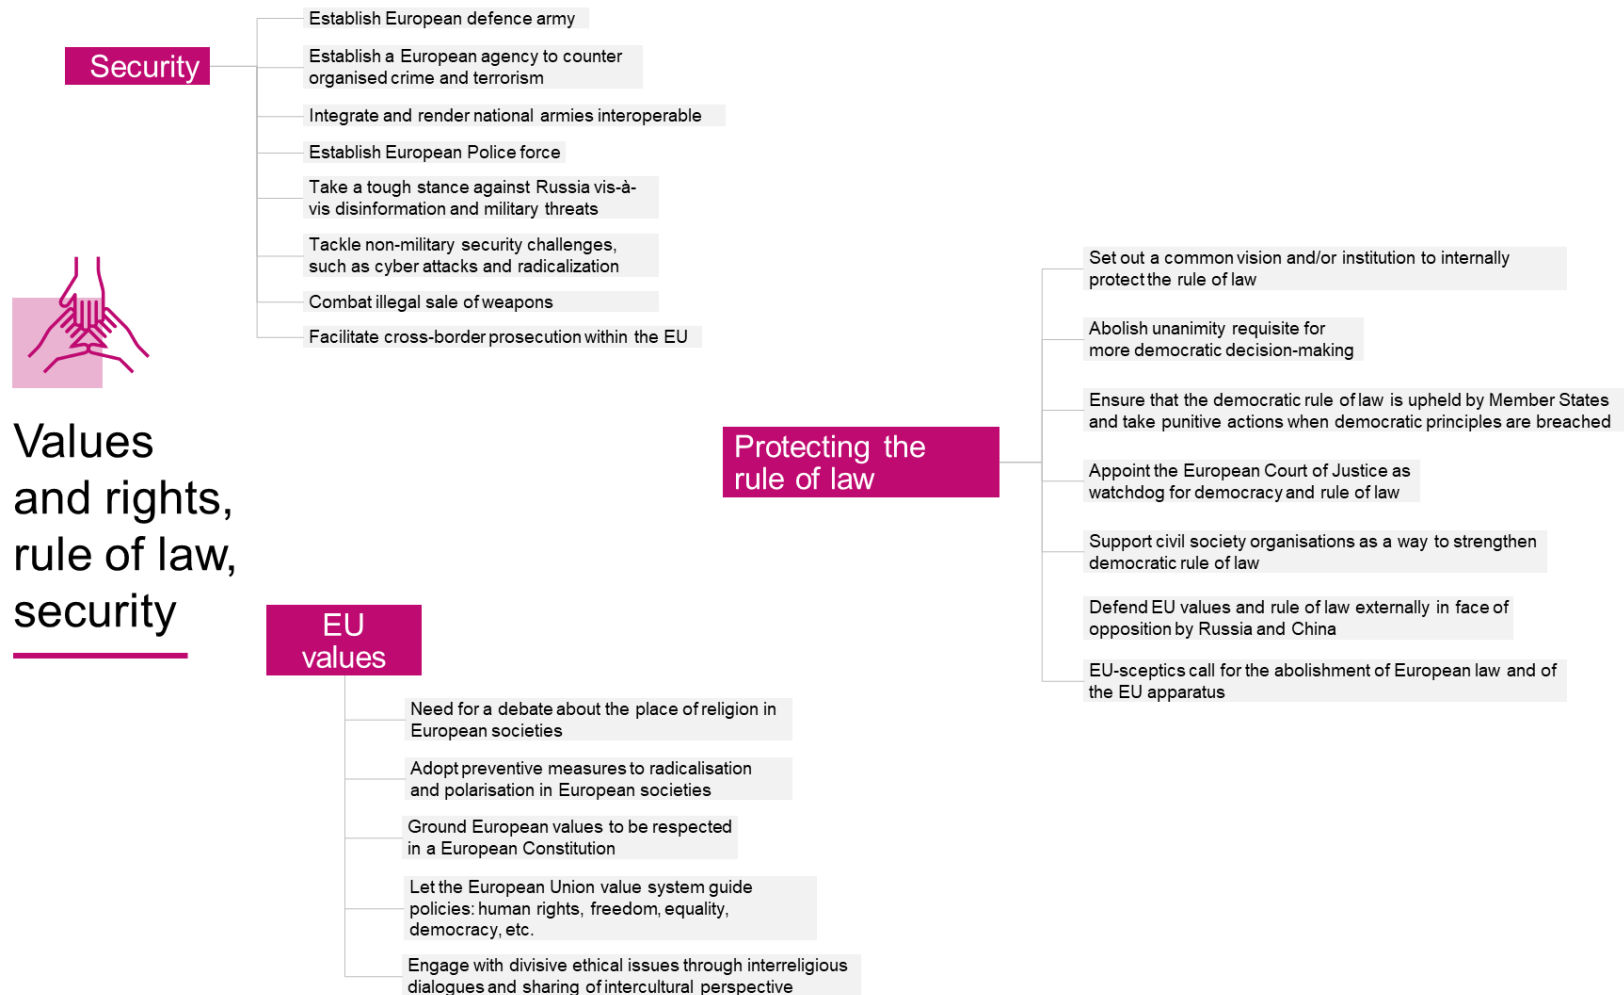 Security
Establish European defence army
Establish a European agency to counter
organised crime and terrorism
Integrate and render national armies interoperable
Establish European Police force
Take a tough stance against Russia vis-à-
vis disinformation and military threats
Tackle non-military security challenges,
such as cyber attacks and radicalization
Combat illegal sale of weapons
Facilitate cross-border prosecution within the EU
Values
and rights,
rule of law,
security
Protecting the
rule of law
Set out a common vision and/or institution to internally
protect the rule of law
Abolish unanimity requisite for
more democratic decision-making
Ensure that the democratic rule of law is upheld by Member States
and take punitive actions when democratic principles are breached
Appoint the European Court of Justice as
watchdog for democracy and rule of law
Support civil society organisations as a way to strengthen
democratic rule of law
Defend EU values and rule of law externally in face of
opposition by Russia and China
EU-sceptics call for the abolishment of European law and of
the EU apparatus
EU
values
Need for a debate about the place of religion in
European societies
Adopt preventive measures to radicalisation
and polarisation in European societies
Ground European values to be respected
in a European Constitution
Let the European Union value system guide
policies: human rights, freedom, equality,
democracy, etc.
Engage with divisive ethical issues through interreligious
dialogues and sharing of intercultural perspective